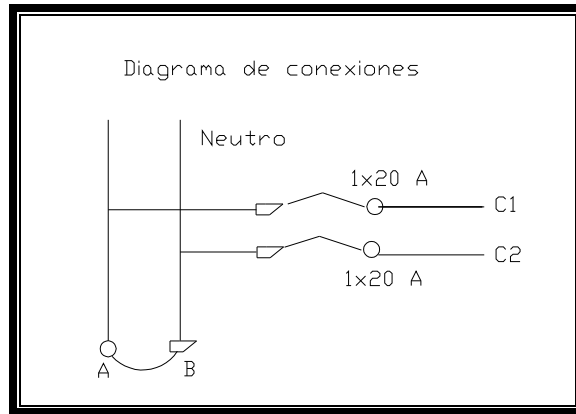 Diagrama de conexiones
Neutro
1x20 A
C1
C2
1x20 A
A
B